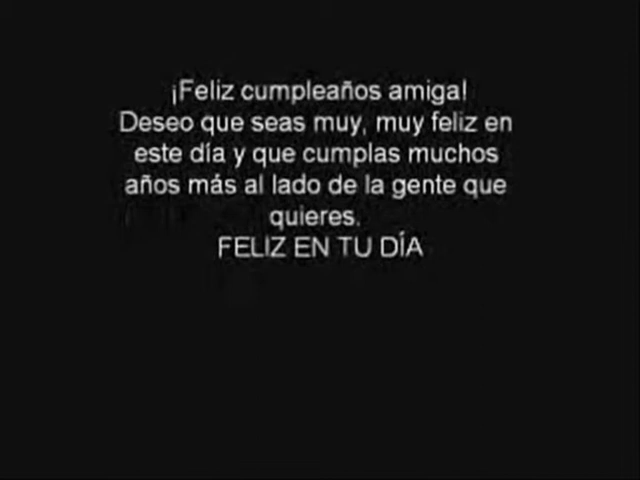 ¡Feliz cumpleaños amiga!
Deseo que seas muy, muy feliz en
este día y que cumplas muchos
años más al lado de la gente que
quieres.
FELIZ EN TU DÍA